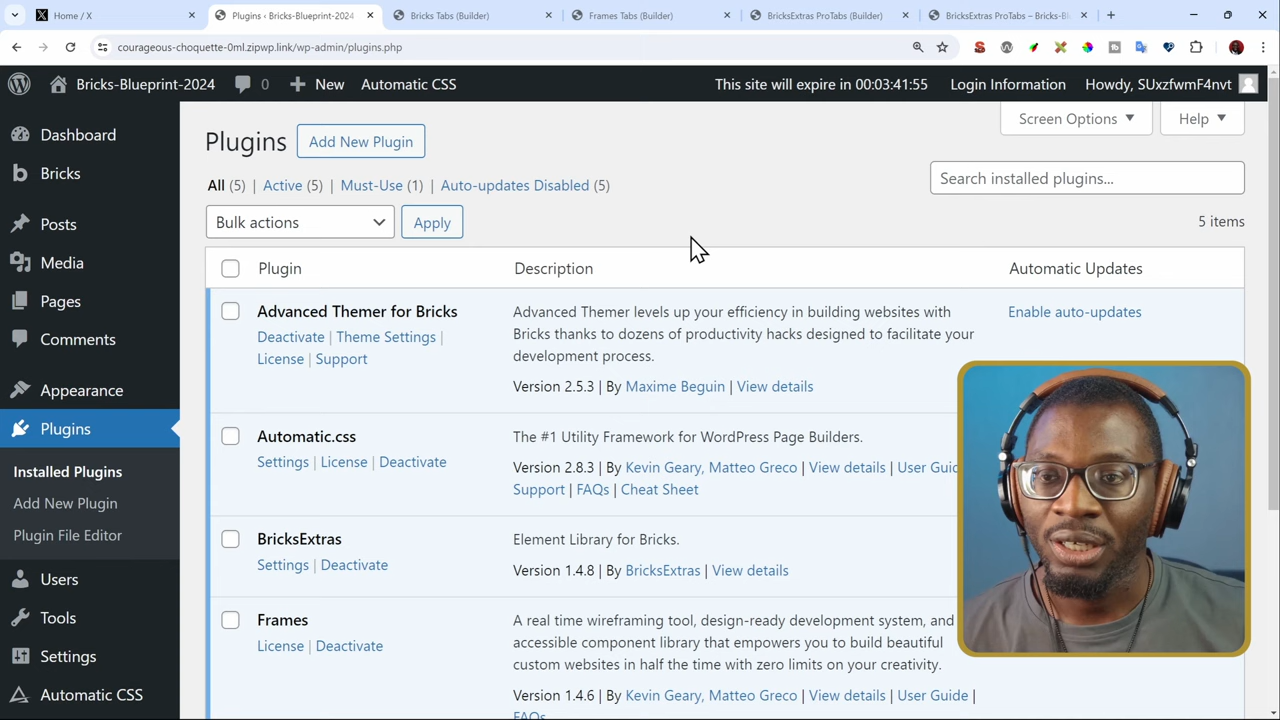 Home / X
Plugins ‹ Bricks-Blueprint-2024
Bricks Tabs (Builder)
Frames Tabs (Builder)
BricksExtras ProTabs (Builder)
BricksExtras ProTabs – Bricks-Bl
courageous-choquette-0ml.zipwp.link/wp-admin/plugins.php
Bricks-Blueprint-2024
0
New
Automatic CSS
This site will expire in 00:03:41:55
Login Information
Howdy, SUxzfwmF4nvt
Dashboard
Bricks
Posts
Media
Pages
Comments
Appearance
Plugins
Installed Plugins
Add New Plugin
Plugin File Editor
Users
Tools
Settings
Automatic CSS
Screen Options
Help
Plugins
Add New Plugin
All (5) | Active (5) | Must-Use (1) | Auto-updates Disabled (5)
Search installed plugins...
Bulk actions
Apply
5 items
Plugin
Description
Automatic Updates
Advanced Themer for Bricks
Deactivate | Theme Settings |
License | Support
Advanced Themer levels up your efficiency in building websites with
Bricks thanks to dozens of productivity hacks designed to facilitate your
development process.
Version 2.5.3 | By Maxime Beguin | View details
Enable auto-updates
Automatic.css
Settings | License | Deactivate
The #1 Utility Framework for WordPress Page Builders.
Version 2.8.3 | By Kevin Geary, Matteo Greco | View details | User Guid
Support | FAQs | Cheat Sheet
BricksExtras
Settings | Deactivate
Element Library for Bricks.
Version 1.4.8 | By BricksExtras | View details
Frames
License | Deactivate
A real time wireframing tool, design-ready development system, and
accessible component library that empowers you to build beautiful
custom websites in half the time with zero limits on your creativity.
Version 1.4.6 | By Kevin Geary, Matteo Greco | View details | User Guide |
FAQs